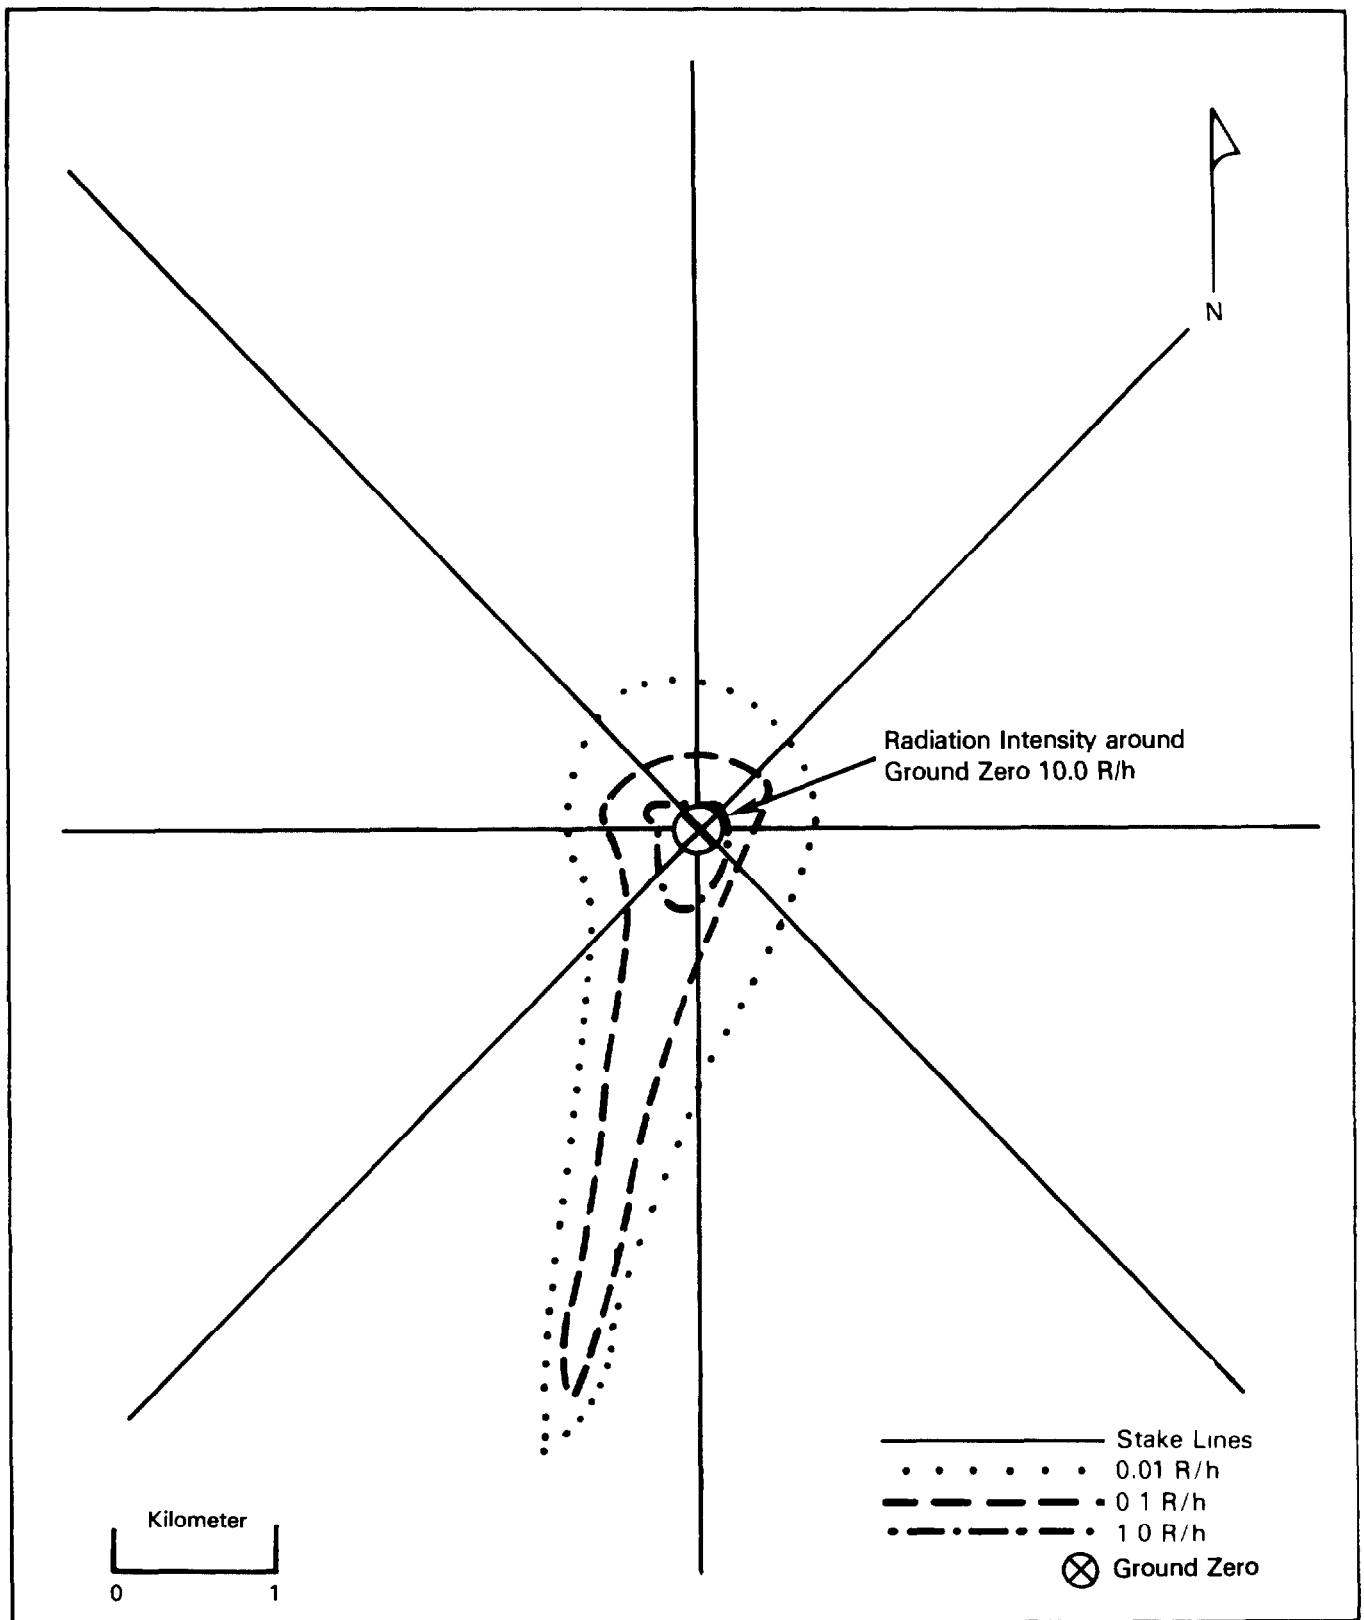 N
Radiation Intensity around
Ground Zero 10.0 R/h
Stake Lines
0.01 R/h
0 1 R/h
1 0 R/h
Ground Zero
Kilometer
0 1